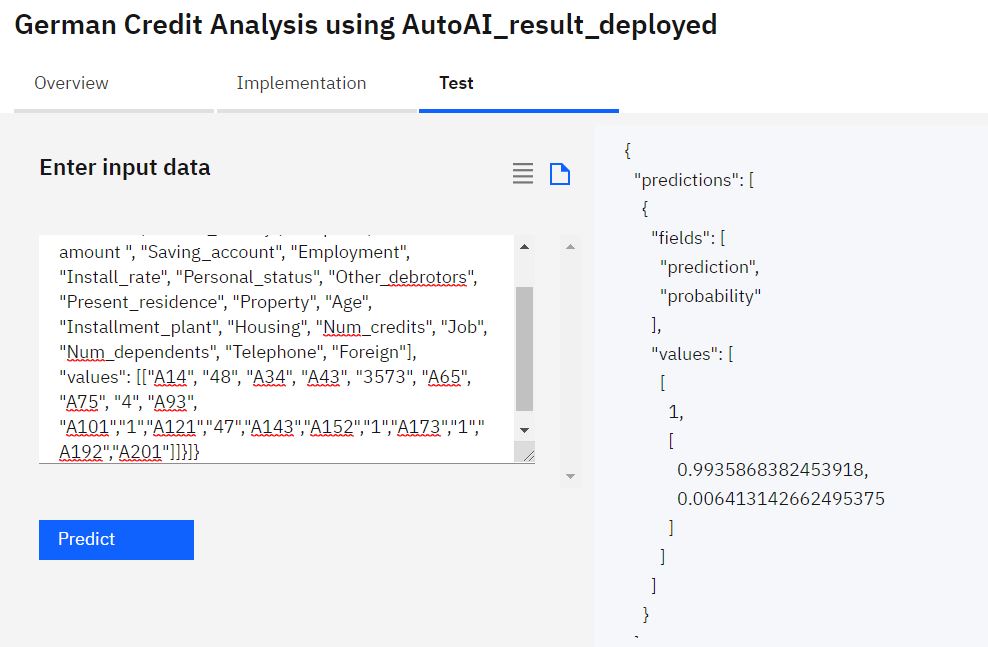 German Credit Analysis using AutoAI_result_deployed
Overview
Implementation
Test
Enter input data
amount ", "Saving_account", "Employment",
"Install_rate", "Personal_status", "Other_debrotors",
"Present_residence", "Property", "Age",
"Installment_plant", "Housing", "Num_credits", "Job",
"Num_dependents", "Telephone", "Foreign"],
"values": [["A14", "48", "A34", "A43", "3573", "A65",
"A75", "4", "A93",
"A101","1","A121","47","A143","A152","1","A173","1","
A192","A201"]]}]}
Predict
{
"predictions": [
{
"fields": [
"prediction",
"probability"
],
"values": [
[
1,
[
0.9935868382453918,
0.006413142662495375
]
]
]
}